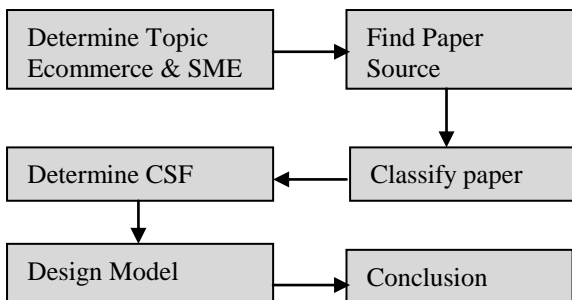 Determine Topic
Ecommerce & SME
Find Paper
Source
Classify paper
Determine CSF
Design Model
Conclusion